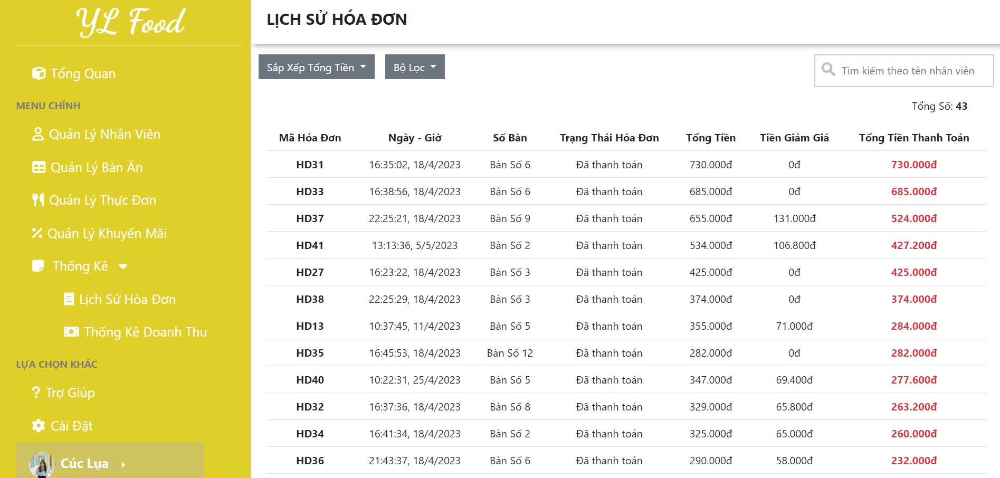 YL Food
Tổng Quan
MENU CHÍNH
Quản Lý Nhân Viên
Quản Lý Bàn Ăn
Quản Lý Thực Đơn
Quản Lý Khuyến Mãi
Thống Kê
Lịch Sử Hóa Đơn
Thống Kê Doanh Thu
LỰA CHỌN KHÁC
Trợ Giúp
Cài Đặt
Cúc Lụa
LỊCH SỬ HÓA ĐƠN
Sắp Xếp Tổng Tiền Bộ Lọc Tìm kiếm theo tên nhân viên
Tổng Số: 43
Mã Hóa Đơn Ngày - Giờ Số Bàn Trạng Thái Hóa Đơn Tổng Tiền Tiền Giảm Giá Tổng Tiền Thanh Toán
HD31 16:35:02, 18/4/2023 Bàn Số 6 Đã thanh toán 730.000đ 0đ 730.000đ
HD33 16:38:56, 18/4/2023 Bàn Số 6 Đã thanh toán 685.000đ 0đ 685.000đ
HD37 22:25:21, 18/4/2023 Bàn Số 9 Đã thanh toán 655.000đ 131.000đ 524.000đ
HD41 13:13:36, 5/5/2023 Bàn Số 2 Đã thanh toán 534.000đ 106.800đ 427.200đ
HD27 16:23:22, 18/4/2023 Bàn Số 3 Đã thanh toán 425.000đ 0đ 425.000đ
HD38 22:25:29, 18/4/2023 Bàn Số 3 Đã thanh toán 374.000đ 0đ 374.000đ
HD13 10:37:45, 11/4/2023 Bàn Số 5 Đã thanh toán 355.000đ 71.000đ 284.000đ
HD35 16:45:53, 18/4/2023 Bàn Số 12 Đã thanh toán 282.000đ 0đ 282.000đ
HD40 10:22:31, 25/4/2023 Bàn Số 5 Đã thanh toán 347.000đ 69.400đ 277.600đ
HD32 16:37:36, 18/4/2023 Bàn Số 8 Đã thanh toán 329.000đ 65.800đ 263.200đ
HD34 16:41:34, 18/4/2023 Bàn Số 2 Đã thanh toán 325.000đ 65.000đ 260.000đ
HD36 21:43:37, 18/4/2023 Bàn Số 6 Đã thanh toán 290.000đ 58.000đ 232.000đ